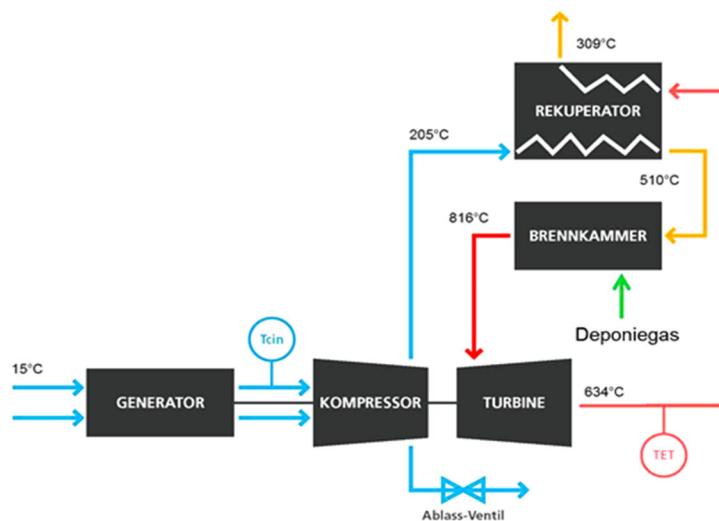 309°C
REKUPERATOR
205°C
510°C
816°C
BRENNKAMMER
Deponiegas
Tcin
15°C
GENERATOR
KOMPRESSOR
TURBINE
634°C
TET
Ablass-Ventil